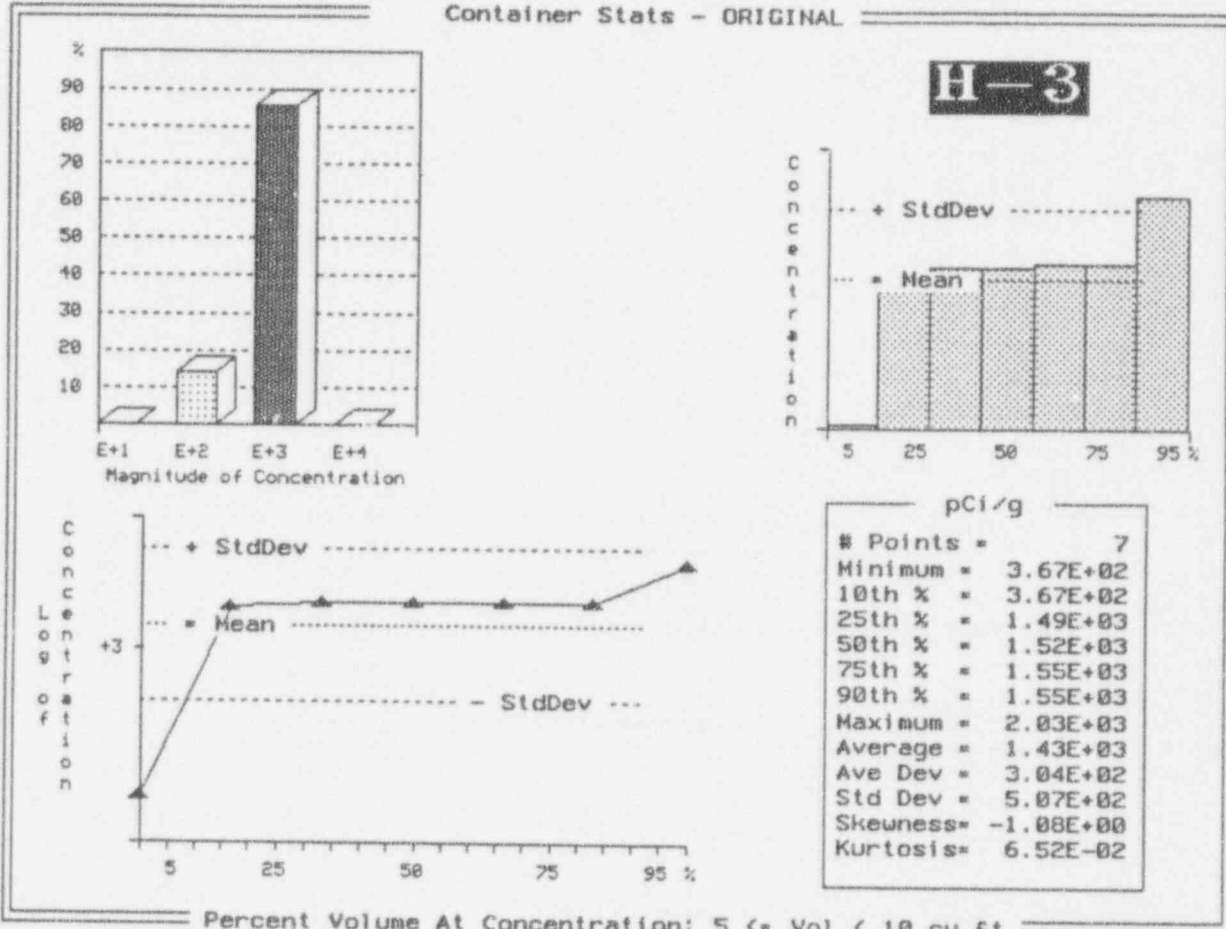 Container Stats - ORIGINAL
H-3
%
90
80
70
60
50
40
30
20
10
E+1 E+2 E+3 E+4
Magnitude of Concentration
Concentration
+ StdDev
= Mean
5 25 50 75 95 %
Log of Concentration
+ StdDev
= Mean
+3
- StdDev
5 25 50 75 95 %
pCi/g
# Points = 7
Minimum = 3.67E+02
10th % = 3.67E+02
25th % = 1.49E+03
50th % = 1.52E+03
75th % = 1.55E+03
90th % = 1.55E+03
Maximum = 2.03E+03
Average = 1.43E+03
Ave Dev = 3.04E+02
Std Dev = 5.07E+02
Skewness= -1.08E+00
Kurtosis= 6.52E-02
Percent Volume At Concentration: 5 <= Vol < 10 cu ft